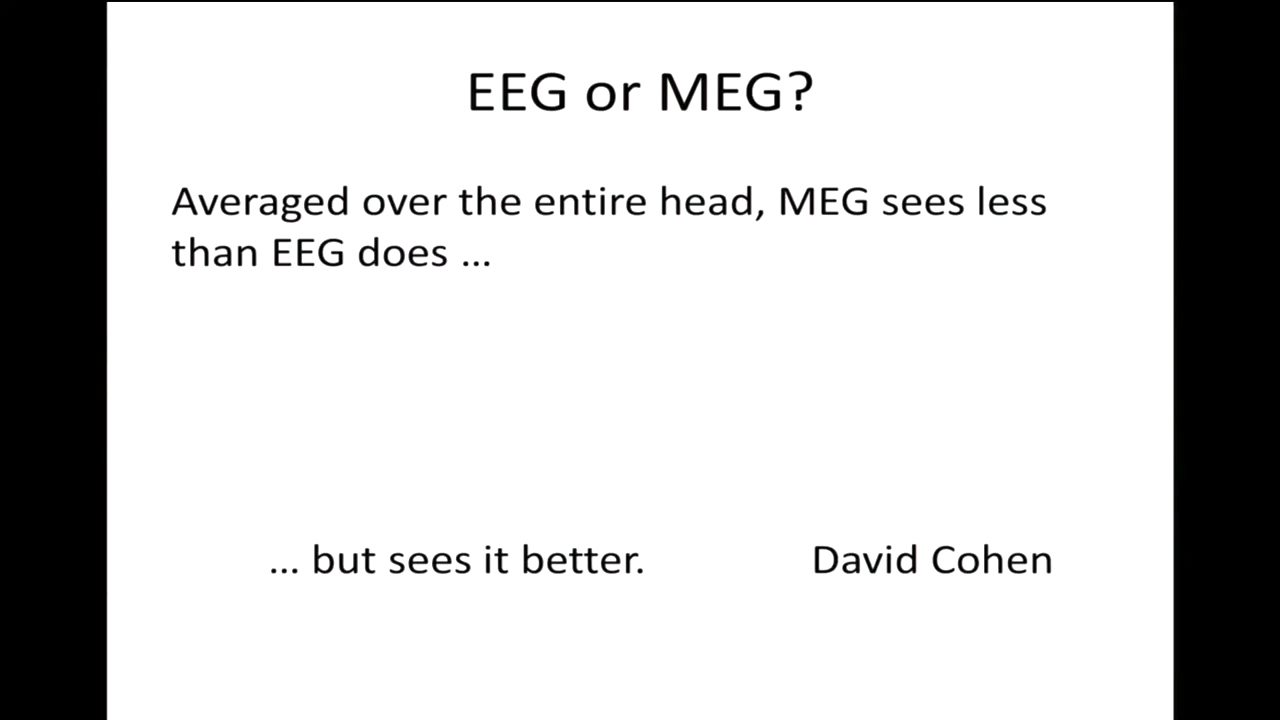 EEG or MEG?
Averaged over the entire head, MEG sees less
than EEG does ...
... but sees it better. David Cohen